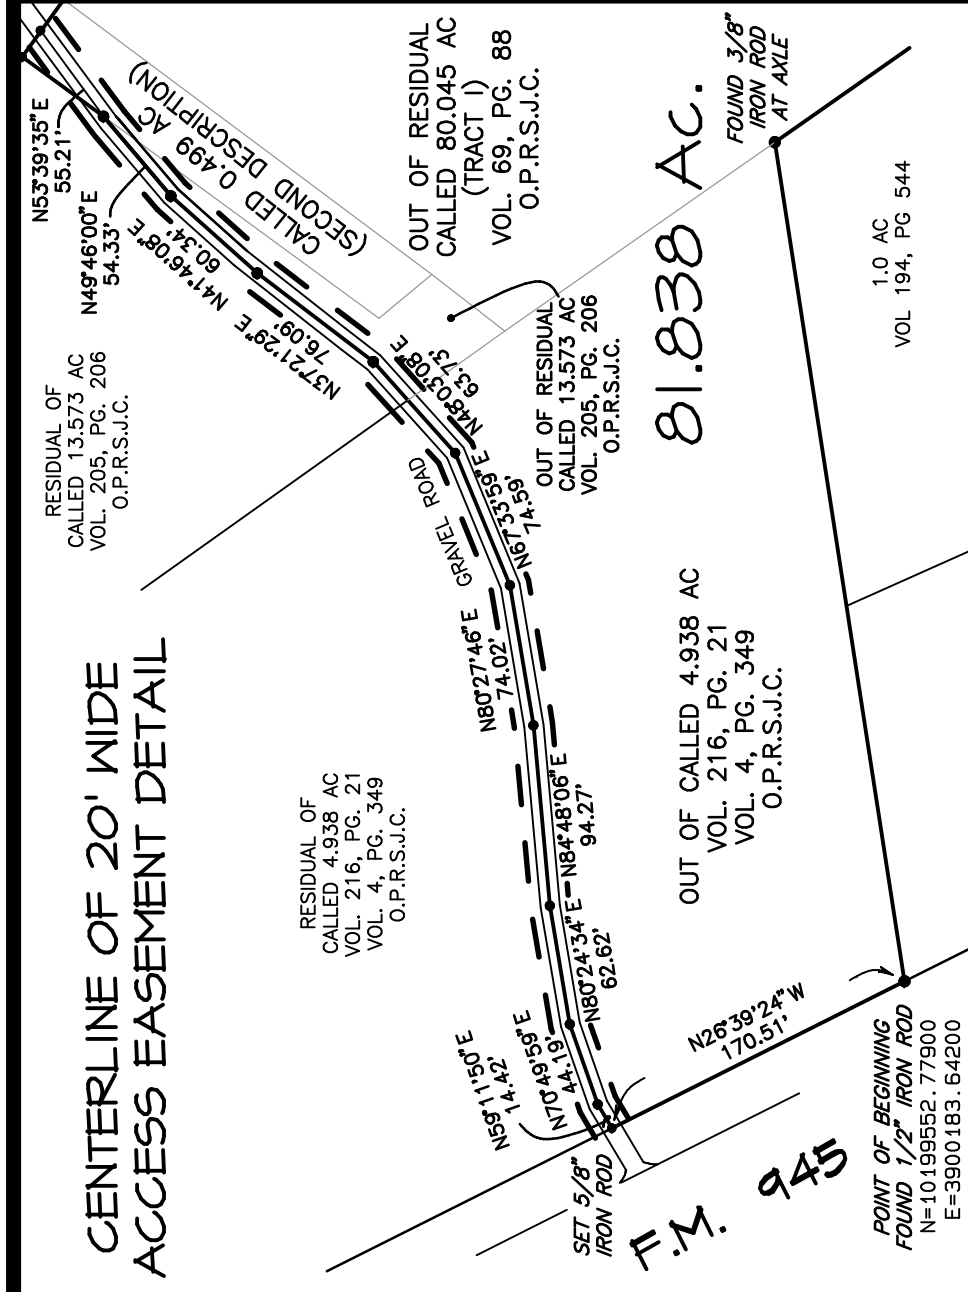 CENTERLINE OF 20' WIDE
ACCESS EASEMENT DETAIL
RESIDUAL OF
CALLED 13.573 AC
VOL. 205, PG. 206
O.P.R.S.J.C.
N53°39'35"E
55.21'
N49°46'00"E
54.33'
N41°46'08"E
60.34'
N37°21'29"E
76.09'
CALLED 0.499 AC
(SECOND DESCRIPTION)
OUT OF RESIDUAL
CALLED 80.045 AC
(TRACT I)
VOL. 69, PG. 88
O.P.R.S.J.C.
N48°03'08"E
63.73'
GRAVEL ROAD
N67°33'59"E
74.59'
OUT OF RESIDUAL
CALLED 13.573 AC
VOL. 205, PG. 206
O.P.R.S.J.C.
81.838 AC.
FOUND 3/8"
IRON ROD
AT AXLE
1.0 AC
VOL 194, PG 544
RESIDUAL OF
CALLED 4.938 AC
VOL. 216, PG. 21
VOL. 4, PG. 349
O.P.R.S.J.C.
N80°27'46"E
74.02'
N84°48'06"E
94.27'
N80°24'34"E
62.62'
N70°49'59"E
44.19'
N59°11'50"E
14.42'
OUT OF CALLED 4.938 AC
VOL. 216, PG. 21
VOL. 4, PG. 349
O.P.R.S.J.C.
N26°39'24"W
170.51'
SET 5/8"
IRON ROD
F.M. 945
POINT OF BEGINNING
FOUND 1/2" IRON ROD
N=10199552.77900
E=3900183.64200